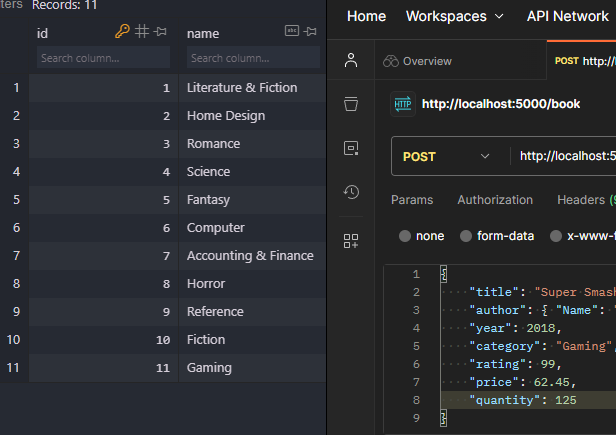 ters Records: 11
id name
Search column... Search column...
1 1 Literature & Fiction
2 2 Home Design
3 3 Romance
4 4 Science
5 5 Fantasy
6 6 Computer
7 7 Accounting & Finance
8 8 Horror
9 9 Reference
10 10 Fiction
11 11 Gaming
Home Workspaces API Network
Overview POST http://l
HTTP http://localhost:5000/book
POST http://localhost:5
Params Authorization Headers (9
none form-data x-www-f
1 {
2 "title": "Super Smash
3 "author": { "Name": "
4 "year": 2018,
5 "category": "Gaming",
6 "rating": 99,
7 "price": 62.45,
8 "quantity": 125
9 }